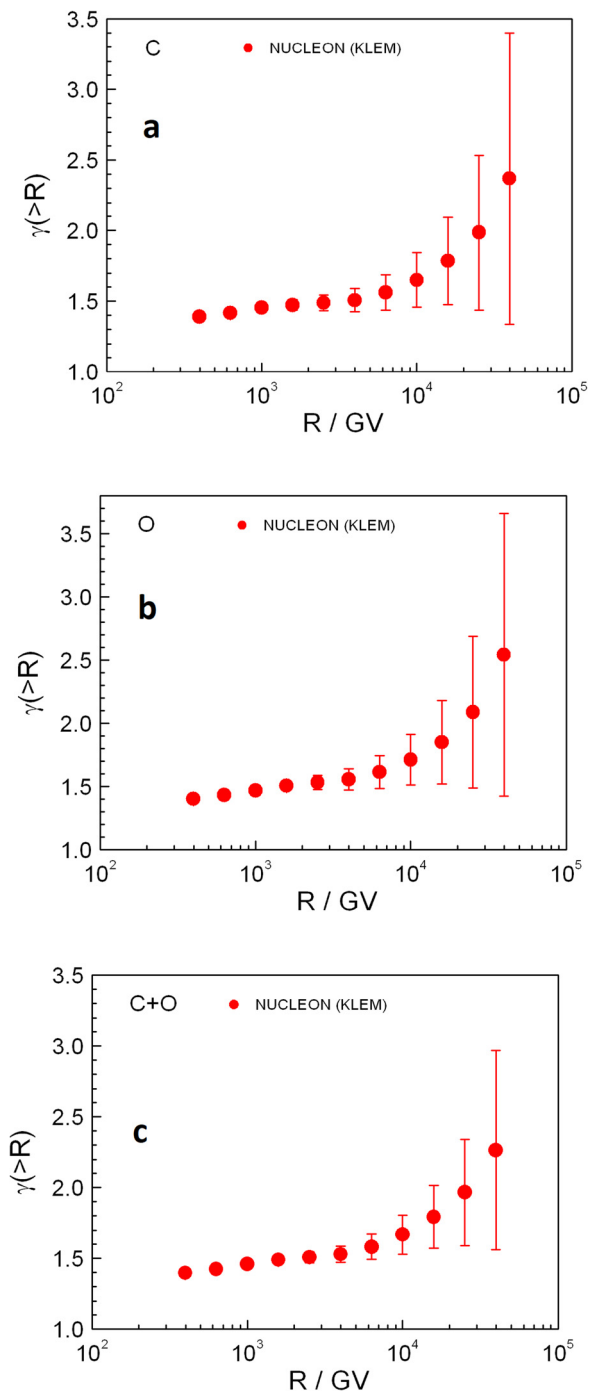 3.5
C
NUCLEON (KLEM)
3.0
a
2.5
γ(>R)
2.0
1.5
1.0
10² 10³ 10⁴ 10⁵
R / GV
O
NUCLEON (KLEM)
3.5
3.0
b
2.5
γ(>R)
2.0
1.5
1.0
10² 10³ 10⁴ 10⁵
R / GV
3.5
C+O
NUCLEON (KLEM)
3.0
c
2.5
γ(>R)
2.0
1.5
1.0
10² 10³ 10⁴ 10⁵
R / GV